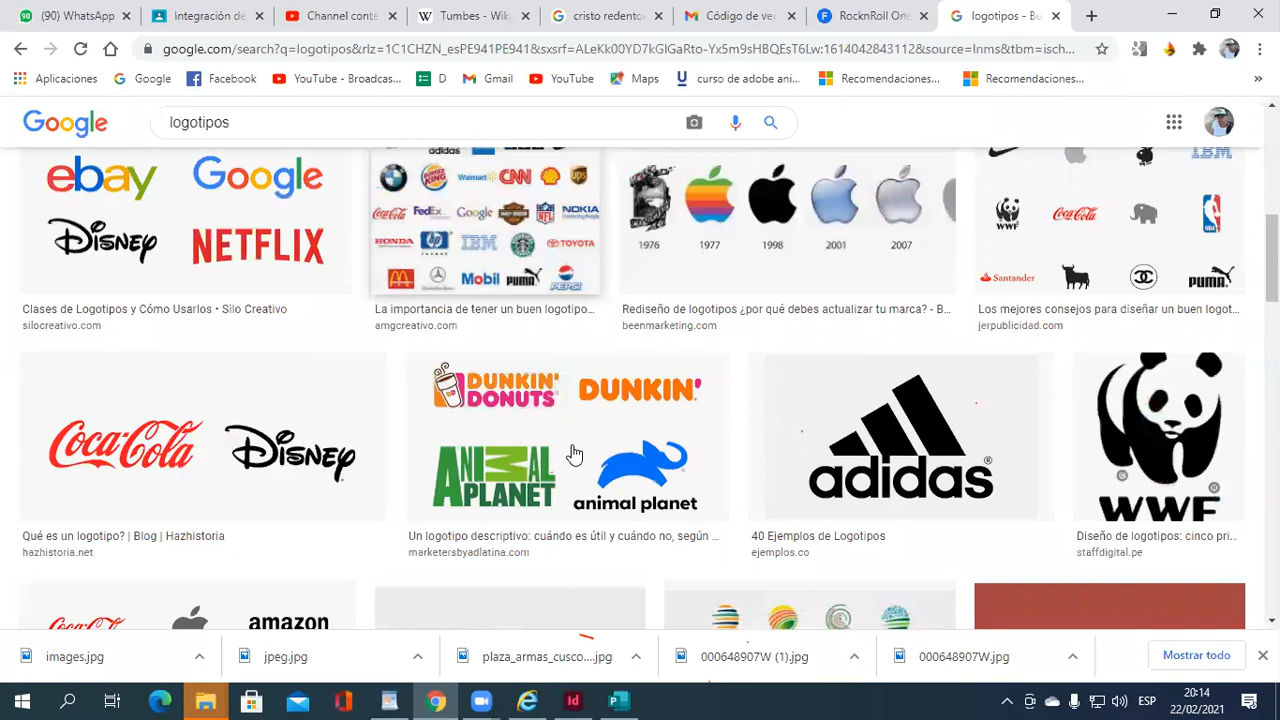 (90) WhatsApp
Integración de
Channel conte
Tumbes - Wiki
cristo redento
Código de ver
RocknRoll One
logotipos - Bu
google.com/search?q=logotipos&rlz=1C1CHZN_esPE941PE941&sxsrf=ALeKk00YD7kGIGaRto-Yx5m9sHBQEsT6Lw:1614042843112&source=lnms&tbm=isch...
Aplicaciones
Google
Facebook
YouTube - Broadcas...
D
Gmail
YouTube
Maps
curso de adobe ani...
Recomendaciones...
Recomendaciones...
Google
logotipos
ebay
Google
Disney
NETFLIX
adidas
BURGER KING
Walmart
CNN
ups
Coca-Cola
FedEx
Google
NFL
NOKIA
HONDA
hp
IBM
TOYOTA
Mobil
PUMA
PEPSI
1976
1977
1998
2001
2007
IBM
WWF
Coca-Cola
NBA
Santander
PUMA
Clases de Logotipos y Cómo Usarlos • Silo Creativo
silocreativo.com
La importancia de tener un buen logotipo...
amgcreativo.com
Rediseño de logotipos ¿por qué debes actualizar tu marca? - B...
beenmarketing.com
Los mejores consejos para diseñar un buen logot...
jerpublicidad.com
Coca-Cola
Disney
DUNKIN' DONUTS
DUNKIN'
ANIMAL PLANET
animal planet
adidas
WWF
Qué es un logotipo? | Blog | Hazhistoria
hazhistoria.net
Un logotipo descriptivo: cuándo es útil y cuándo no, según ...
marketersbyadlatina.com
40 Ejemplos de Logotipos
ejemplos.co
Diseño de logotipos: cinco pri...
staffdigital.pe
amazon
images.jpg
jpeg.jpg
plaza_armas_cusco....jpg
000648907W (1).jpg
000648907W.jpg
Mostrar todo
ESP
20:14
22/02/2021